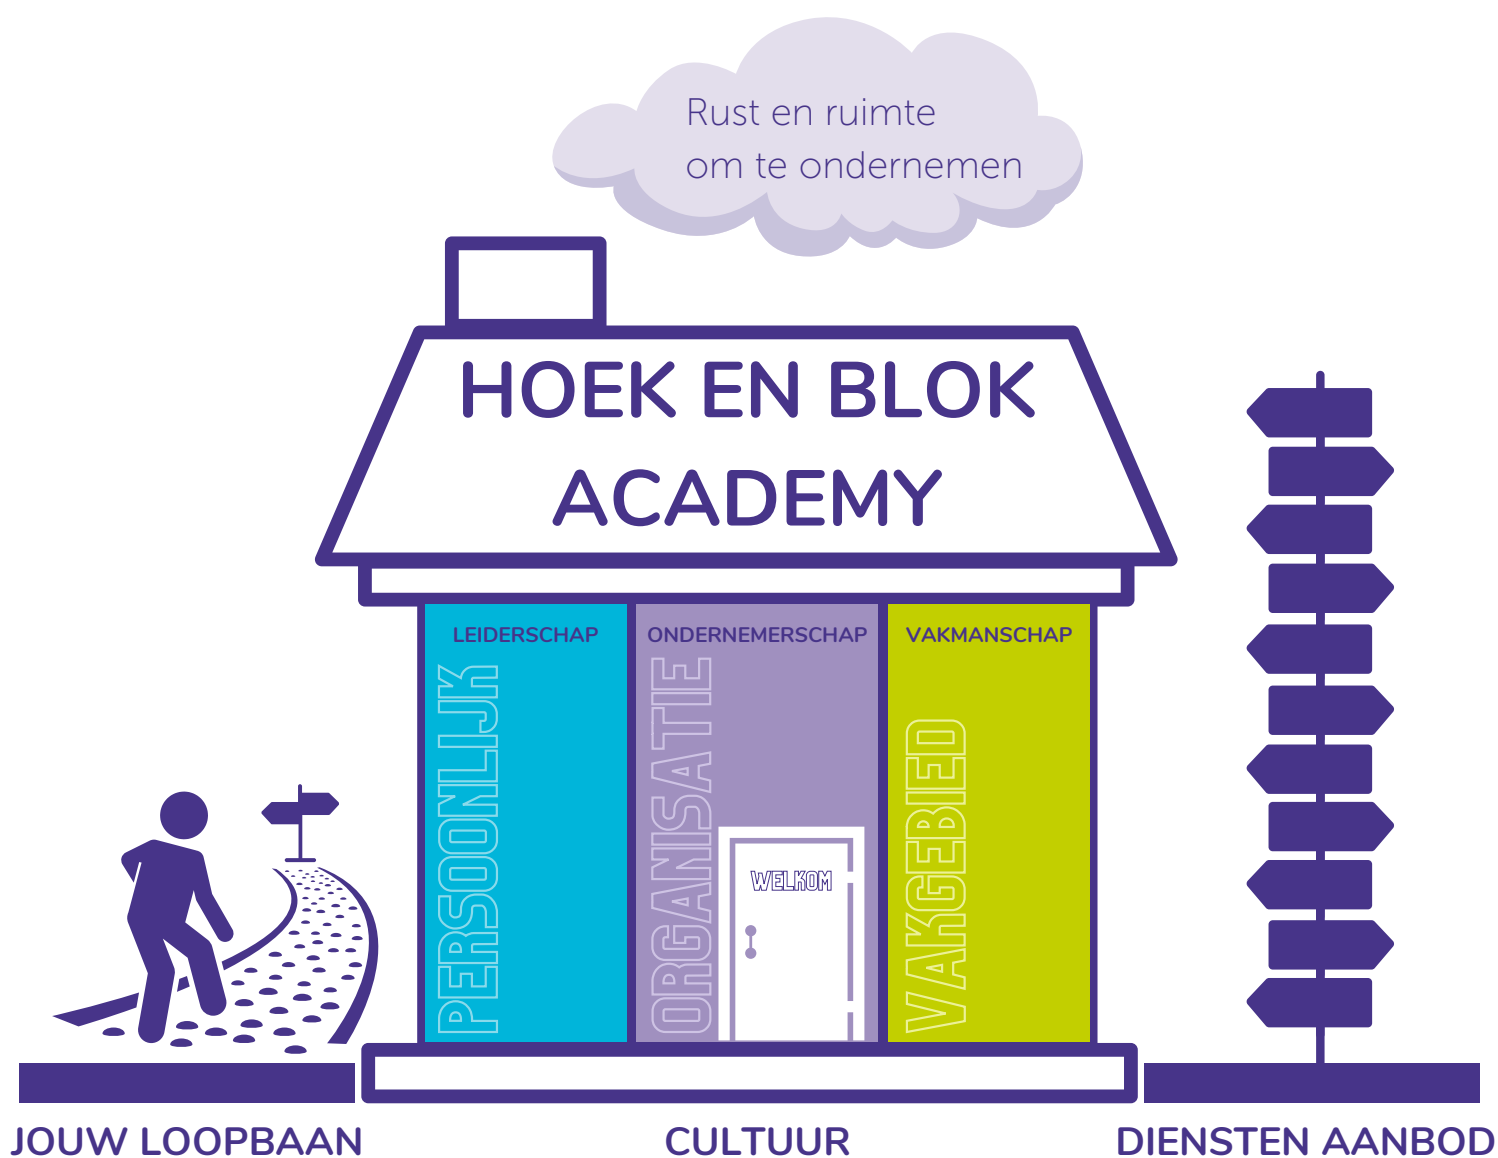 Rust en ruimte
om te ondernemen
HOEK EN BLOK
ACADEMY
LEIDERSCHAP
PERSOONLIJK
ONDERNEMERSCHAP
ORGANISATIE
WELKOM
VAKMANSCHAP
VAKGEBIED
JOUW LOOPBAAN
CULTUUR
DIENSTEN AANBOD